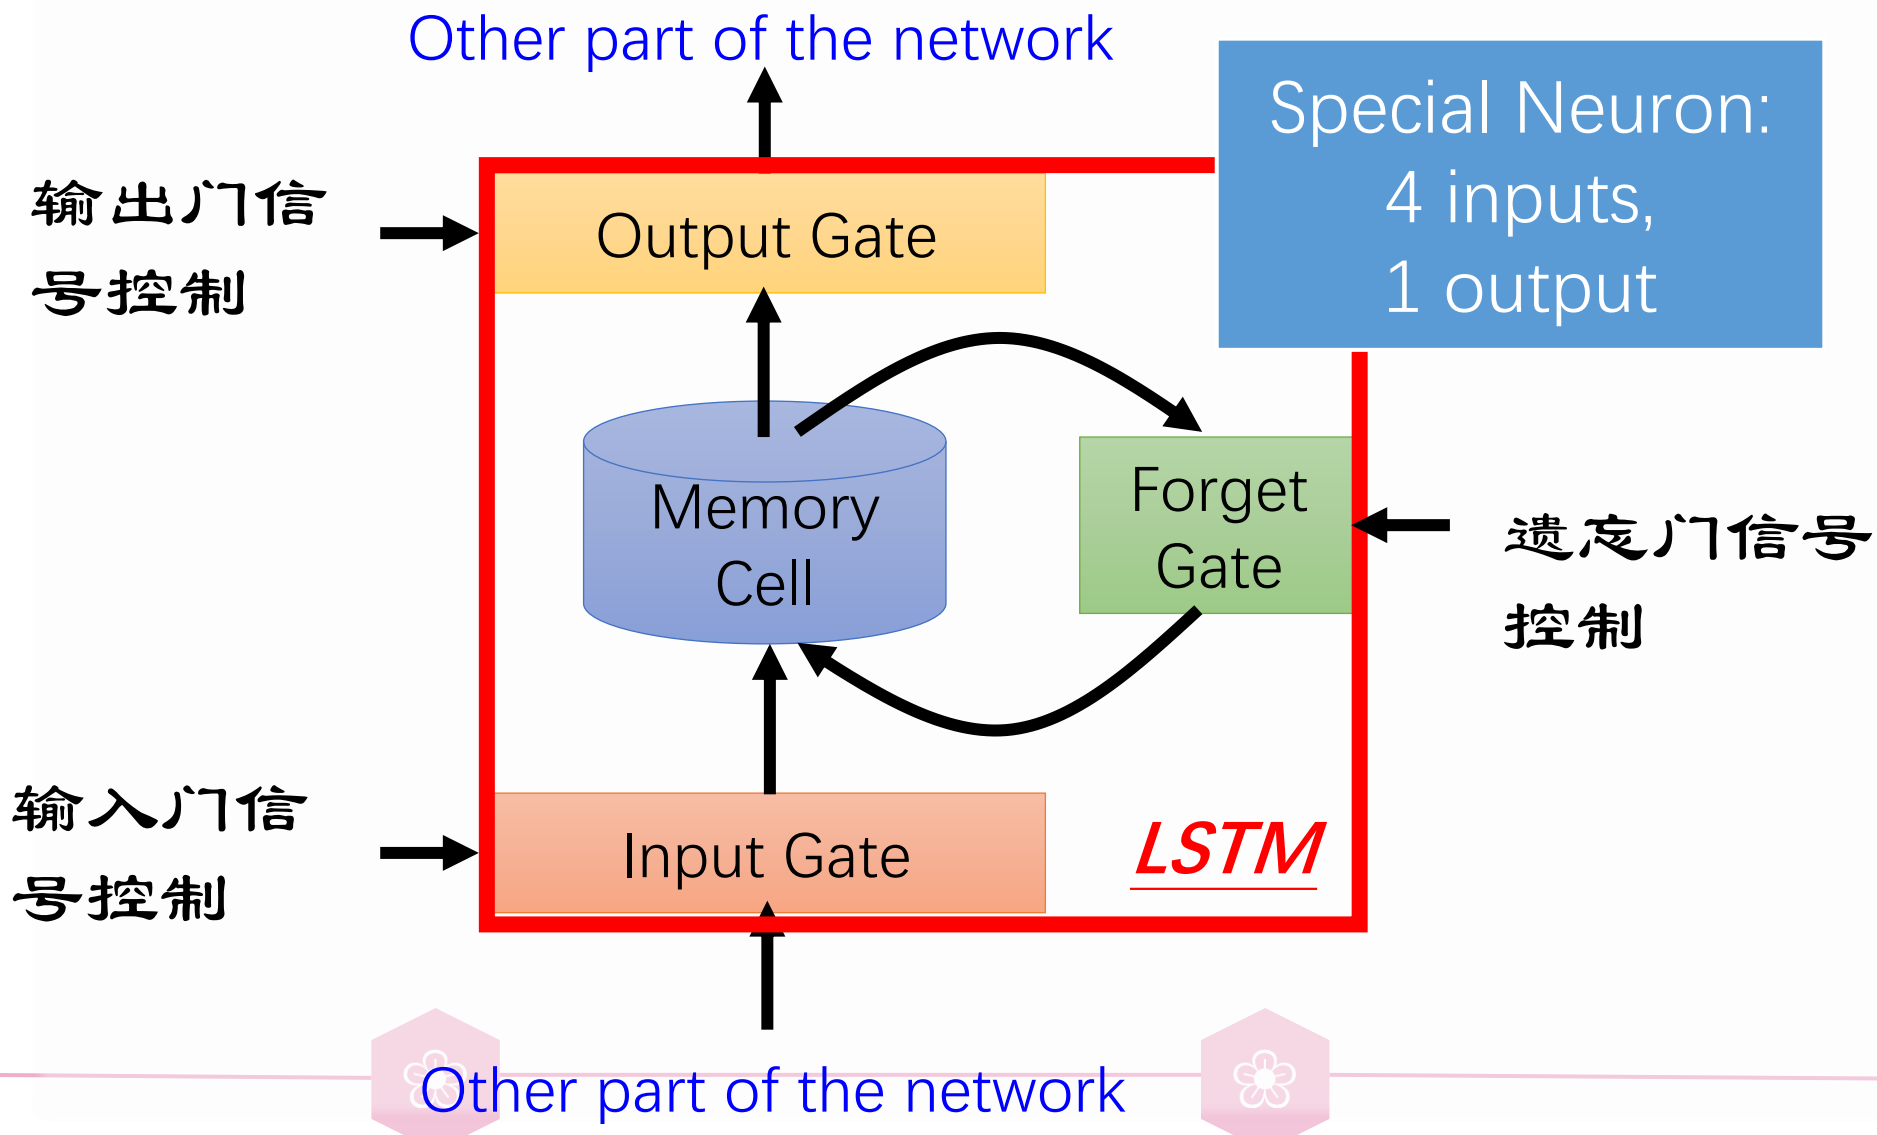 Other part of the network
Special Neuron:
4 inputs,
1 output
输出门信
号控制
Output Gate
Memory
Cell
Forget
Gate
遗忘门信号
控制
输入门信
号控制
Input Gate
LSTM
Other part of the network